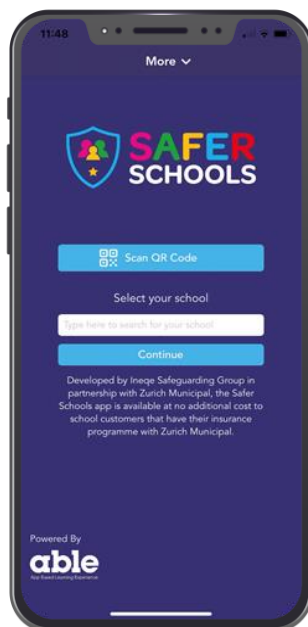 11:48
More
SAFER
SCHOOLS
Scan QR Code
Select your school
Type here to search for your school
Continue
Developed by Ineqe Safeguarding Group in
partnership with Zurich Municipal, the Safer
Schools app is available at no additional cost to
school customers that have their insurance
programme with Zurich Municipal.
Powered By
able
App Based Learning Experience